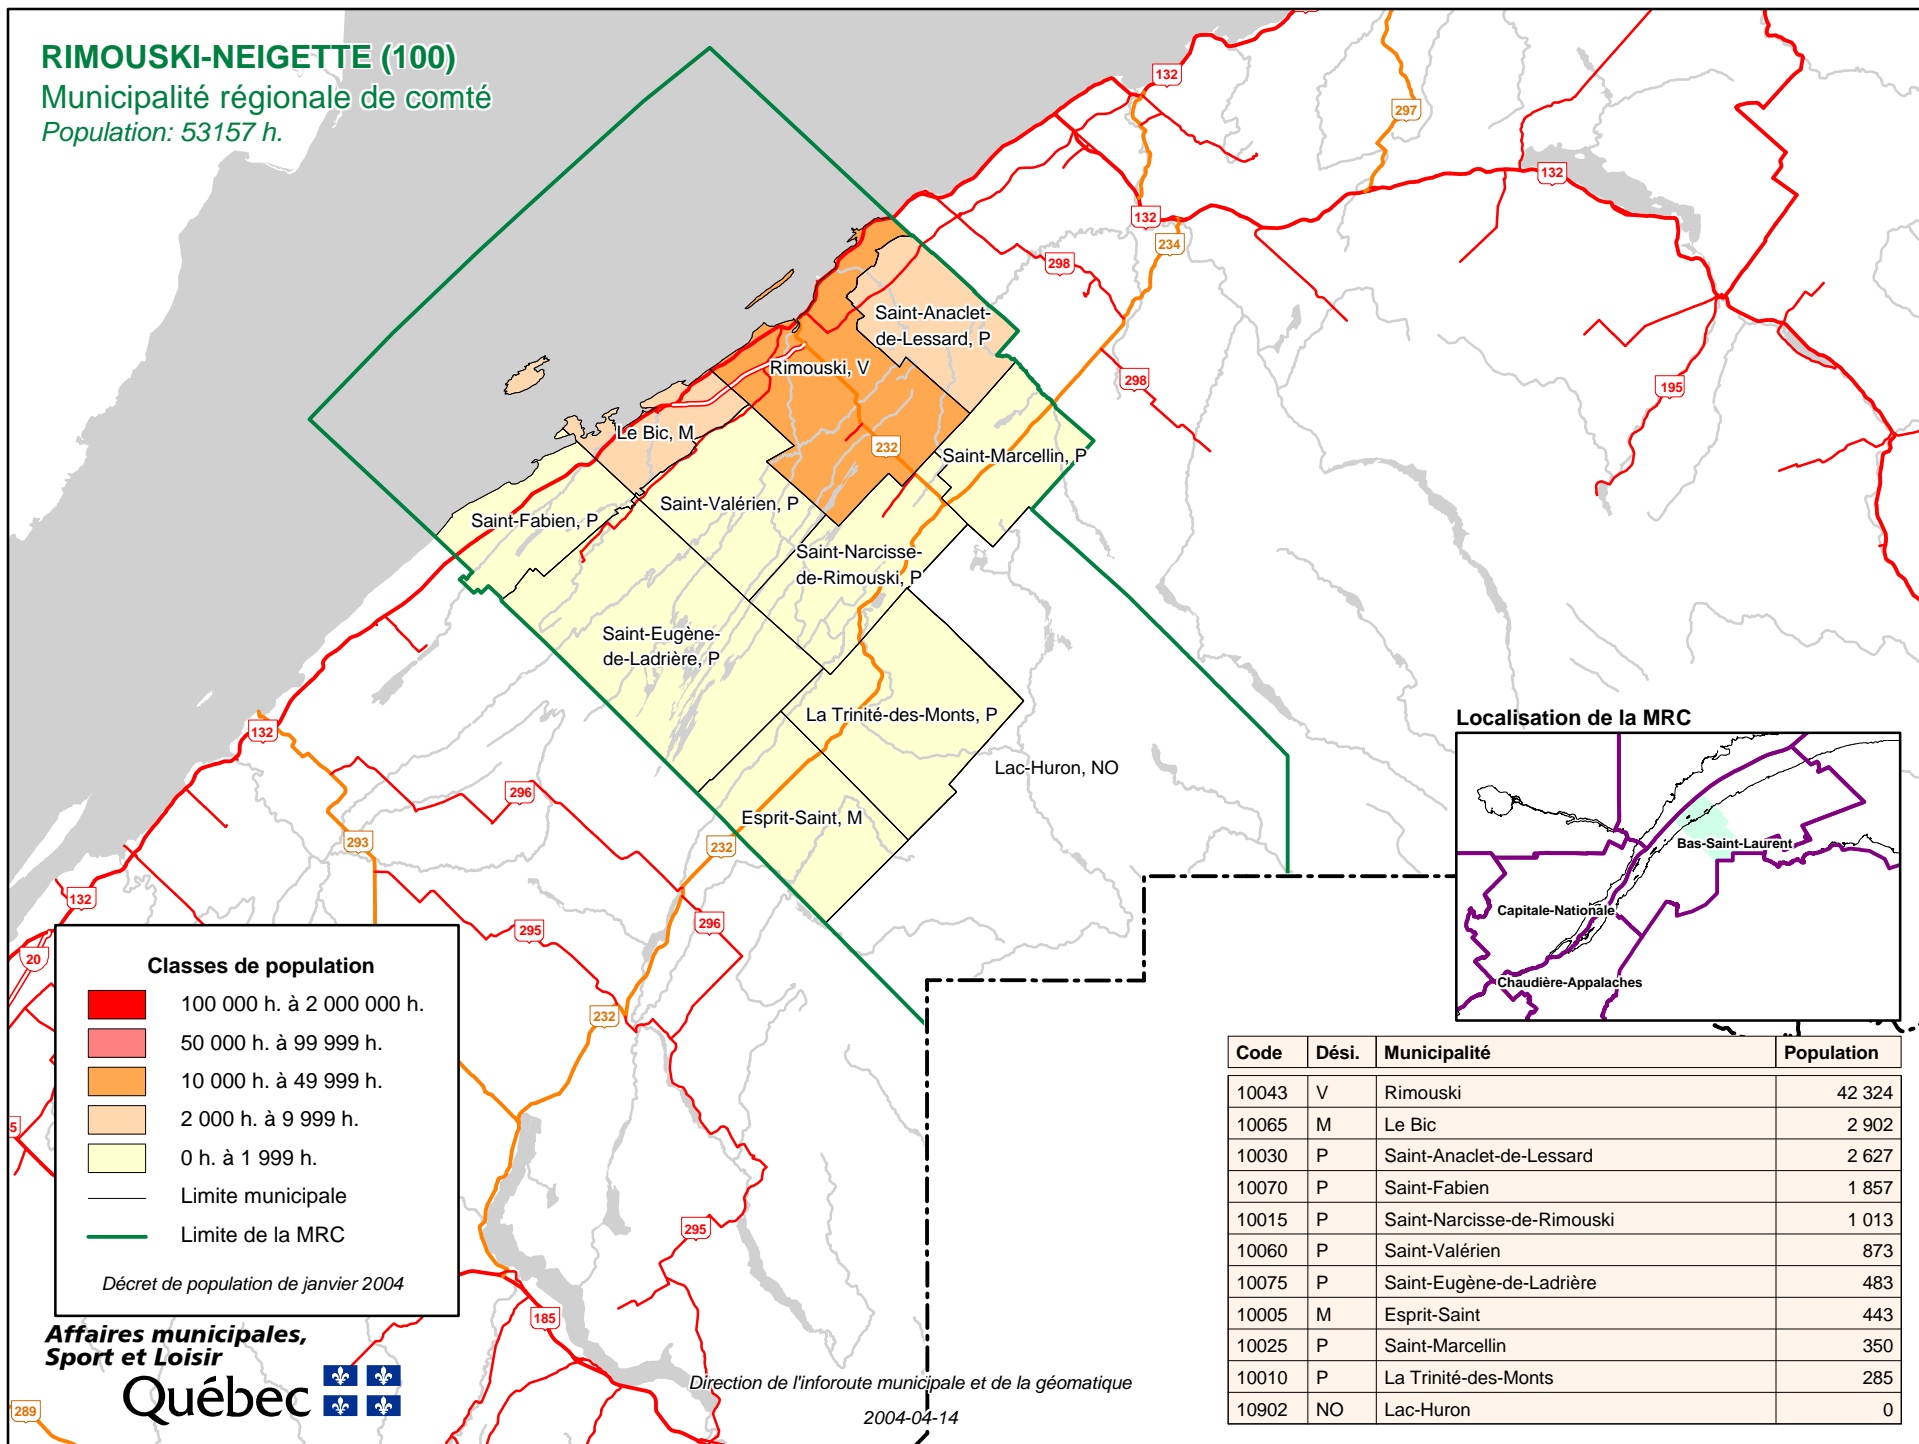 RIMOUSKI-NEIGETTE (100)
Municipalité régionale de comté
Population: 53157 h.
132
297
132
132
234
298
298
195
Saint-Anaclet-
de-Lessard, P
Rimouski, V
Le Bic, M
232
Saint-Marcellin, P
Saint-Valérien, P
Saint-Fabien, P
Saint-Narcisse-
de-Rimouski, P
Saint-Eugène-
de-Ladrière, P
La Trinité-des-Monts, P
Lac-Huron, NO
Esprit-Saint, M
132
296
293
232
132
295
296
20
232
5
295
185
289
Localisation de la MRC
Bas-Saint-Laurent
Capitale-Nationale
Chaudière-Appalaches
Classes de population
100 000 h. à 2 000 000 h.
50 000 h. à 99 999 h.
10 000 h. à 49 999 h.
2 000 h. à 9 999 h.
0 h. à 1 999 h.
Limite municipale
Limite de la MRC
Décret de population de janvier 2004
Affaires municipales,
Sport et Loisir
Québec
Direction de l'inforoute municipale et de la géomatique
2004-04-14
Code Dési. Municipalité Population
10043 V Rimouski 42 324
10065 M Le Bic 2 902
10030 P Saint-Anaclet-de-Lessard 2 627
10070 P Saint-Fabien 1 857
10015 P Saint-Narcisse-de-Rimouski 1 013
10060 P Saint-Valérien 873
10075 P Saint-Eugène-de-Ladrière 483
10005 M Esprit-Saint 443
10025 P Saint-Marcellin 350
10010 P La Trinité-des-Monts 285
10902 NO Lac-Huron 0